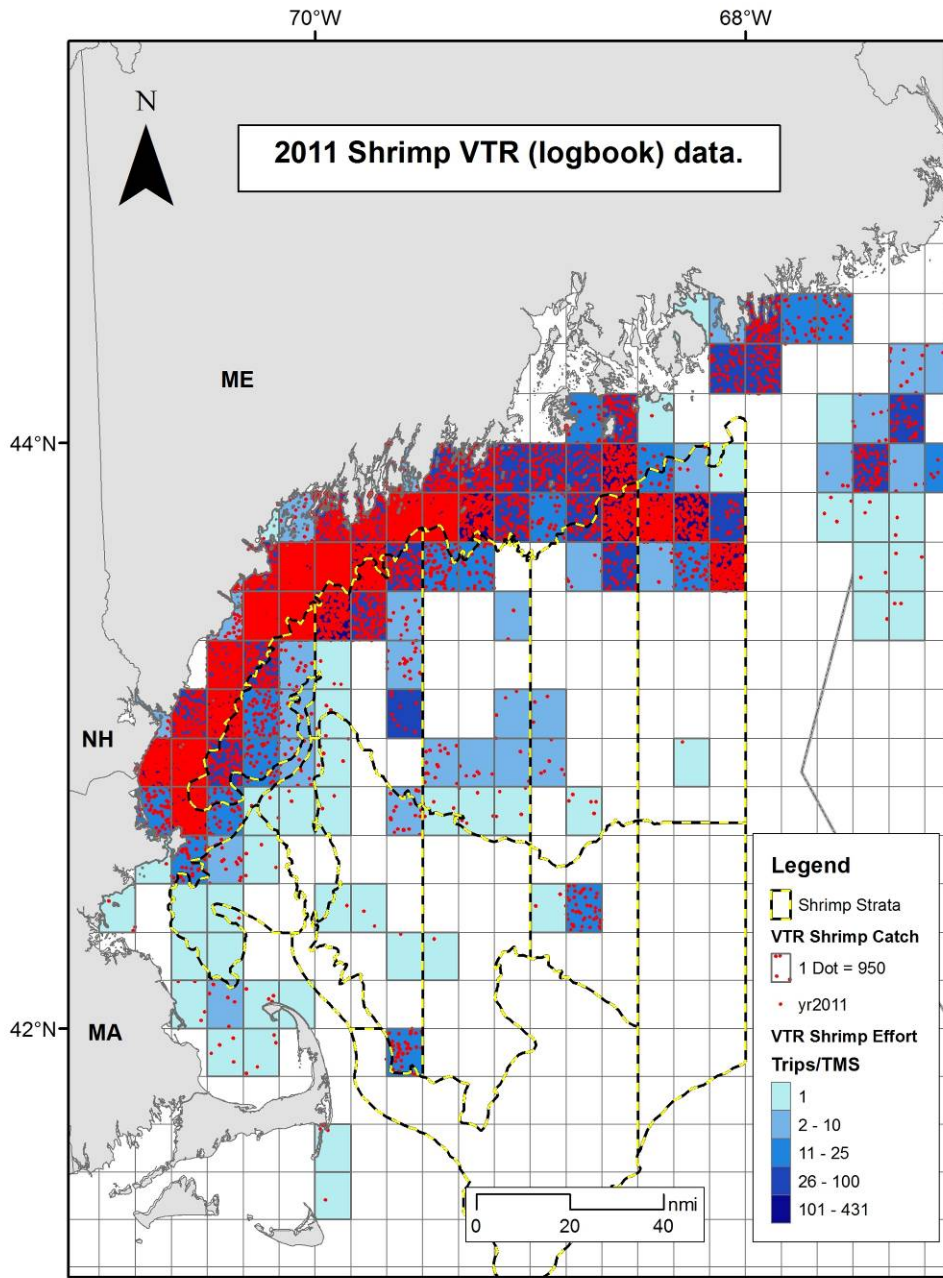 70°W
68°W
N
2011 Shrimp VTR (logbook) data.
ME
44°N
NH
MA
42°N
Legend
Shrimp Strata
VTR Shrimp Catch
1 Dot = 950
yr2011
VTR Shrimp Effort
Trips/TMS
1
2 - 10
11 - 25
26 - 100
101 - 431
nmi
0
20
40